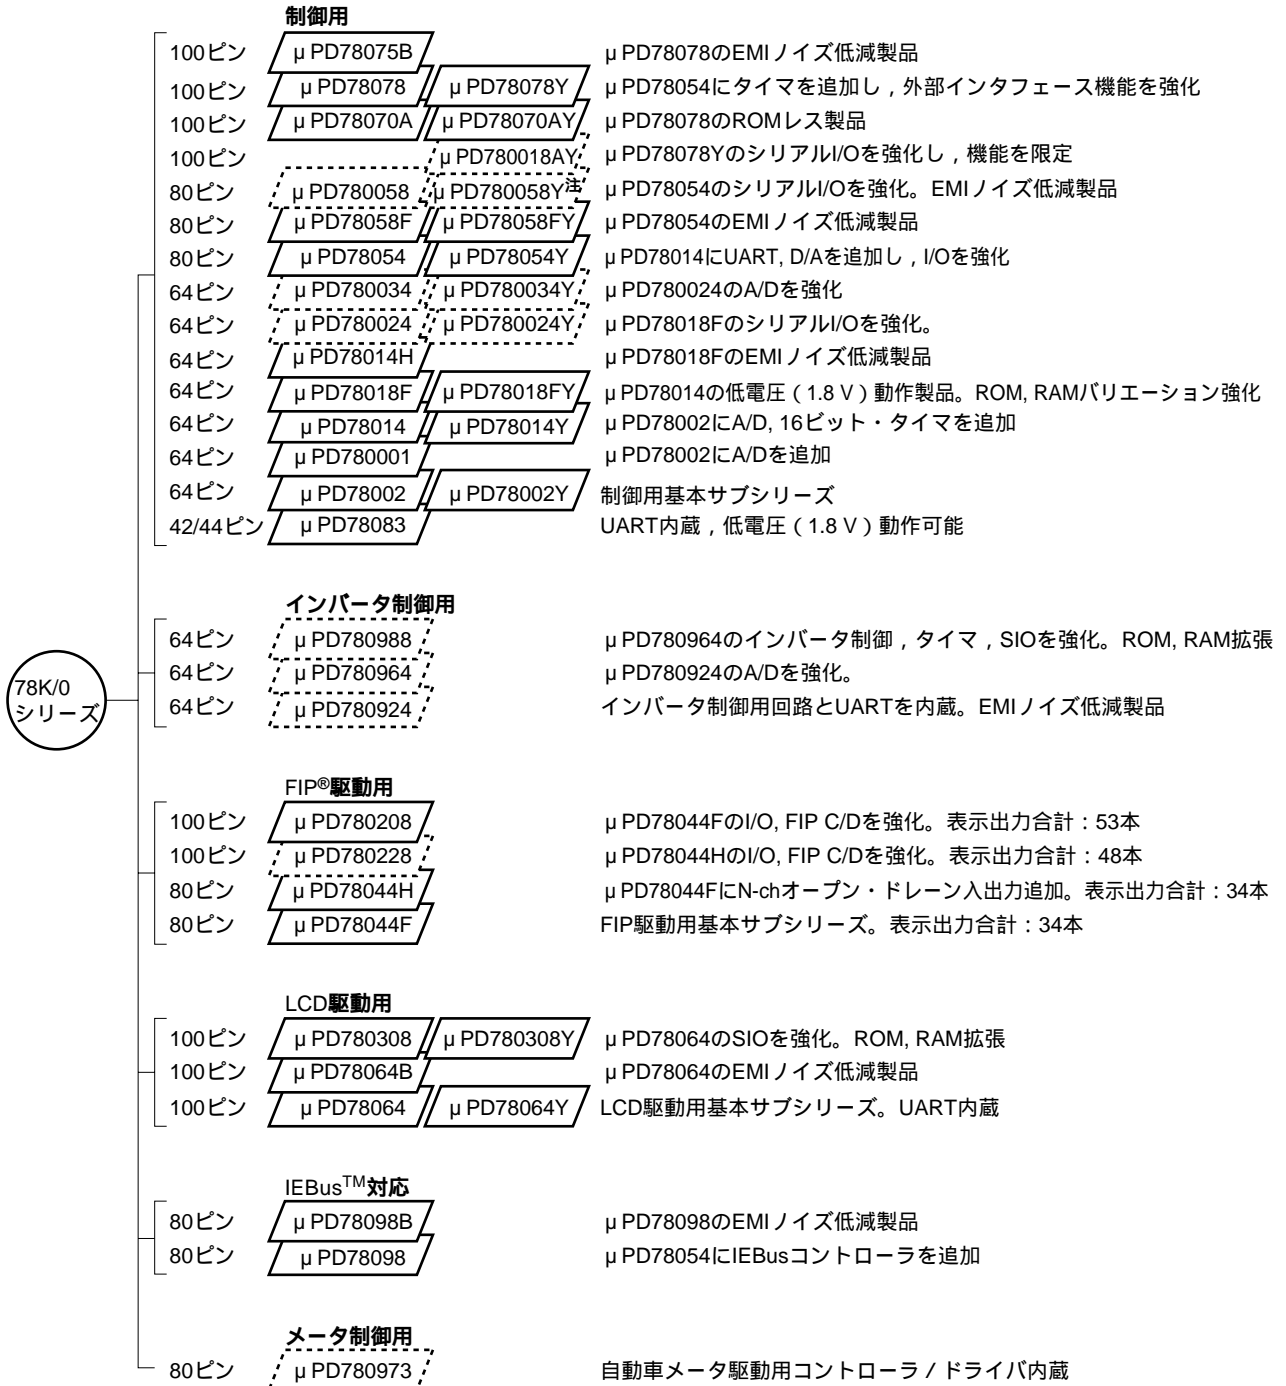 制御用
100ピン μPD78075B μPD78078のEMIノイズ低減製品
100ピン μPD78078 μPD78078Y μPD78054にタイマを追加し，外部インタフェース機能を強化
100ピン μPD78070A μPD78070AY μPD78078のROMレス製品
100ピン μPD780018AY μPD78078YのシリアルI/Oを強化し，機能を限定
80ピン μPD780058 μPD780058Y注 μPD78054のシリアルI/Oを強化。EMIノイズ低減製品
80ピン μPD78058F μPD78058FY μPD78054のEMIノイズ低減製品
80ピン μPD78054 μPD78054Y μPD78014にUART, D/Aを追加し，I/Oを強化
64ピン μPD780034 μPD780034Y μPD780024のA/Dを強化
64ピン μPD780024 μPD780024Y μPD78018FのシリアルI/Oを強化。
64ピン μPD78014H μPD78018FのEMIノイズ低減製品
64ピン μPD78018F μPD78018FY μPD78014の低電圧（1.8 V）動作製品。ROM, RAMバリエーション強化
64ピン μPD78014 μPD78014Y μPD78002にA/D, 16ビット・タイマを追加
64ピン μPD780001 μPD78002にA/Dを追加
64ピン μPD78002 μPD78002Y 制御用基本サブシリーズ
42/44ピン μPD78083 UART内蔵，低電圧（1.8 V）動作可能
78K/0
シリーズ
インバータ制御用
64ピン μPD780988 μPD780964のインバータ制御，タイマ，SIOを強化。ROM, RAM拡張
64ピン μPD780964 μPD780924のA/Dを強化。
64ピン μPD780924 インバータ制御用回路とUARTを内蔵。EMIノイズ低減製品
FIP®駆動用
100ピン μPD780208 μPD78044FのI/O, FIP C/Dを強化。表示出力合計：53本
100ピン μPD780228 μPD78044HのI/O, FIP C/Dを強化。表示出力合計：48本
80ピン μPD78044H μPD78044FにN-chオープン・ドレーン入出力追加。表示出力合計：34本
80ピン μPD78044F FIP駆動用基本サブシリーズ。表示出力合計：34本
LCD駆動用
100ピン μPD780308 μPD780308Y μPD78064のSIOを強化。ROM, RAM拡張
100ピン μPD78064B μPD78064のEMIノイズ低減製品
100ピン μPD78064 μPD78064Y LCD駆動用基本サブシリーズ。UART内蔵
IEBus™対応
80ピン μPD78098B μPD78098のEMIノイズ低減製品
80ピン μPD78098 μPD78054にIEBusコントローラを追加
メータ制御用
80ピン μPD780973 自動車メータ駆動用コントローラ／ドライバ内蔵